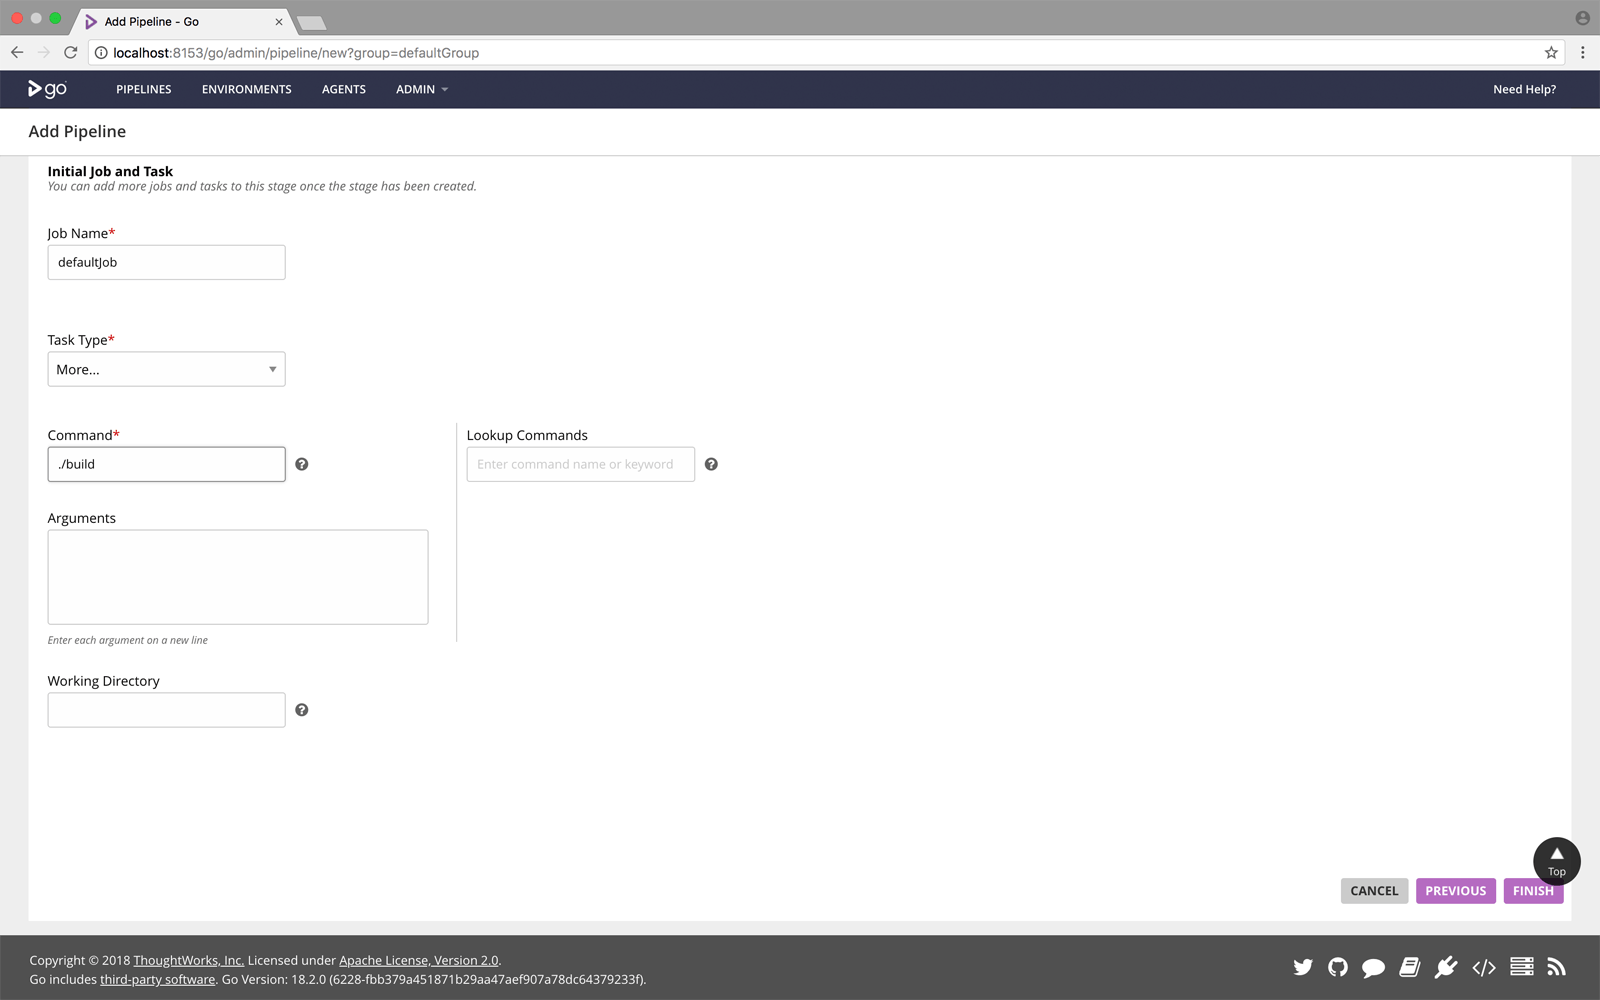 Add Pipeline - Go
localhost:8153/go/admin/pipeline/new?group=defaultGroup
go PIPELINES ENVIRONMENTS AGENTS ADMIN Need Help?
Add Pipeline
Initial Job and Task
You can add more jobs and tasks to this stage once the stage has been created.
Job Name*
defaultJob
Task Type*
More...
Command*
./build
Lookup Commands
Enter command name or keyword
Arguments
Enter each argument on a new line
Working Directory
Top
CANCEL PREVIOUS FINISH
Copyright © 2018 ThoughtWorks, Inc. Licensed under Apache License, Version 2.0.
Go includes third-party software. Go Version: 18.2.0 (6228-fbb379a451871b29aa47aef907a78dc64379233f).